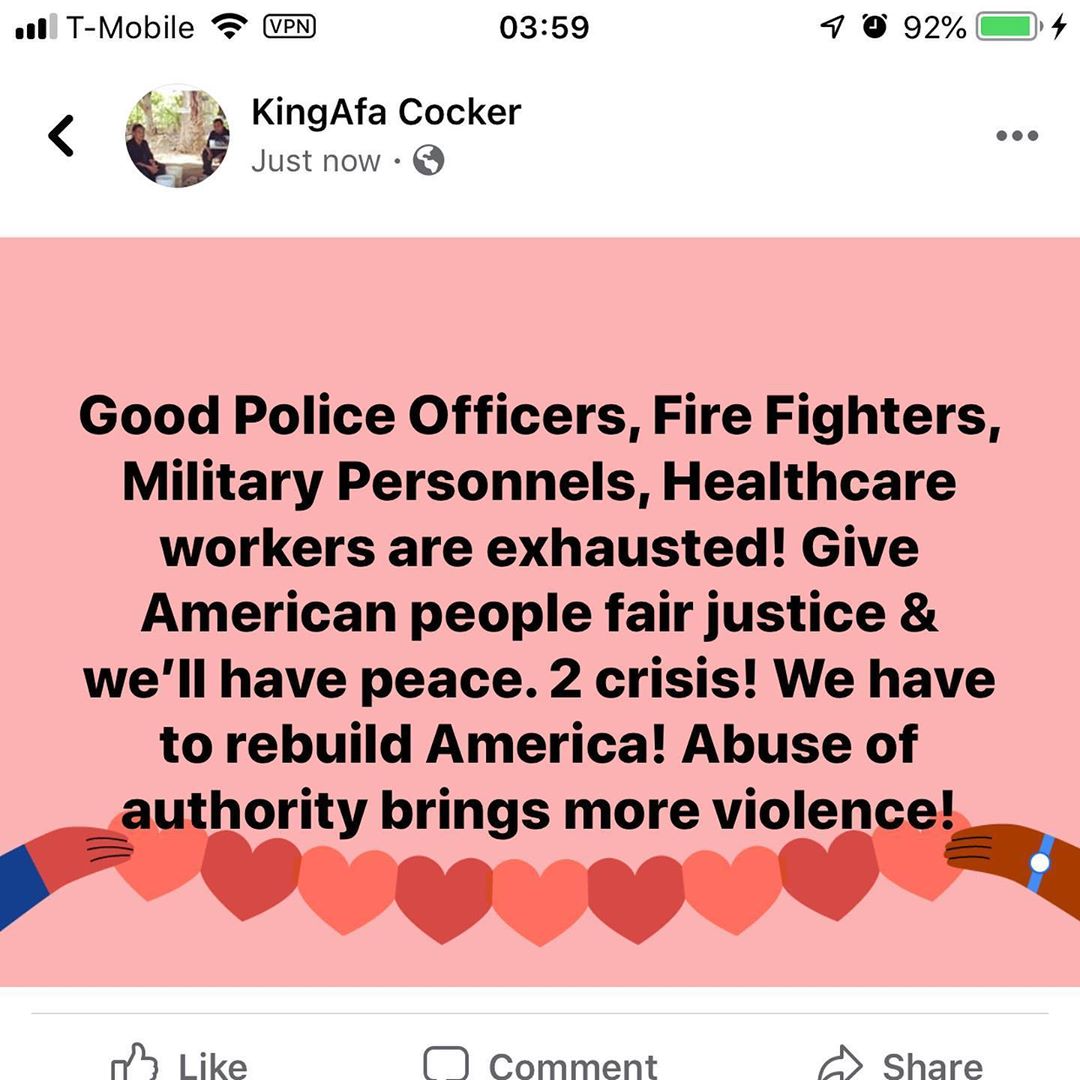 T-Mobile VPN 03:59 92%
KingAfa Cocker
Just now ·
Good Police Officers, Fire Fighters,
Military Personnels, Healthcare
workers are exhausted! Give
American people fair justice &
we’ll have peace. 2 crisis! We have
to rebuild America! Abuse of
authority brings more violence!
Like Comment Share